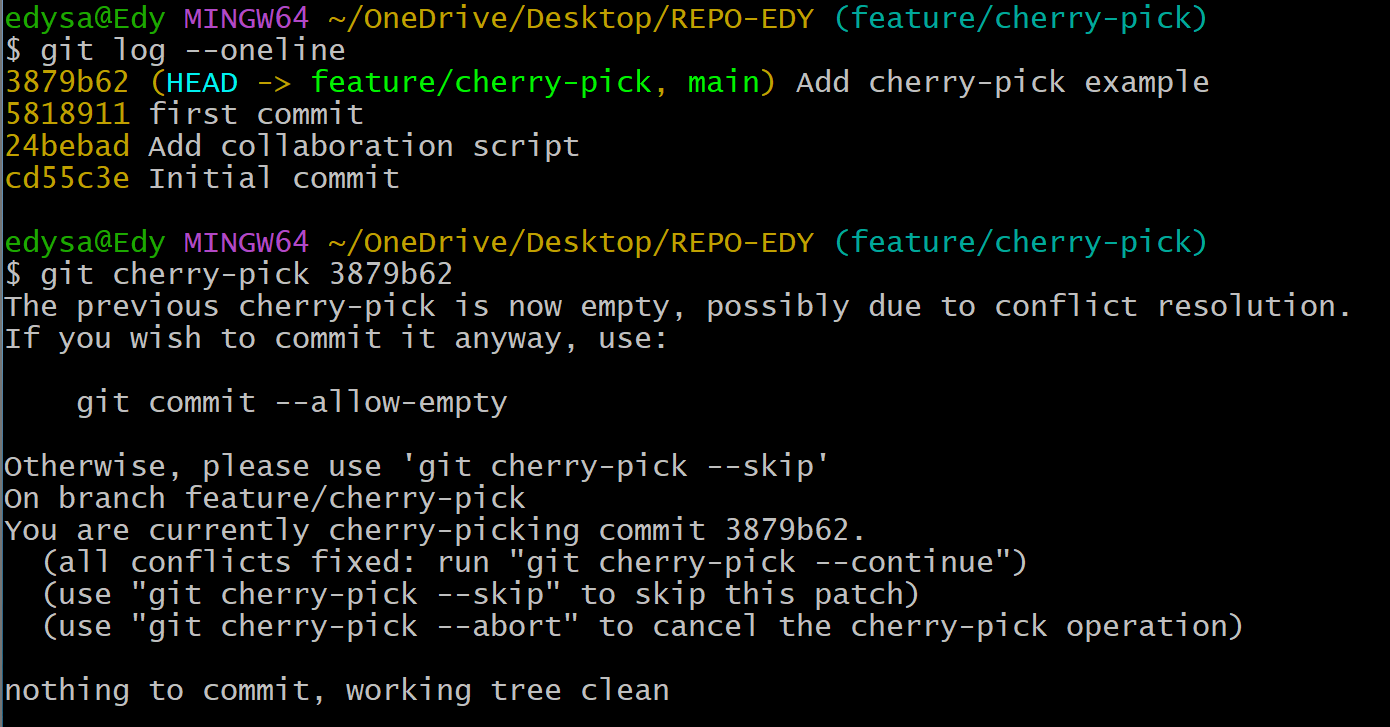 edysa@Edy MINGW64 ~/OneDrive/Desktop/REPO-EDY (feature/cherry-pick)
$ git log --oneline
3879b62 (HEAD -> feature/cherry-pick, main) Add cherry-pick example
5818911 first commit
24bebad Add collaboration script
cd55c3e Initial commit
edysa@Edy MINGW64 ~/OneDrive/Desktop/REPO-EDY (feature/cherry-pick)
$ git cherry-pick 3879b62
The previous cherry-pick is now empty, possibly due to conflict resolution.
If you wish to commit it anyway, use:
    git commit --allow-empty
Otherwise, please use 'git cherry-pick --skip'
On branch feature/cherry-pick
You are currently cherry-picking commit 3879b62.
  (all conflicts fixed: run "git cherry-pick --continue")
  (use "git cherry-pick --skip" to skip this patch)
  (use "git cherry-pick --abort" to cancel the cherry-pick operation)
nothing to commit, working tree clean